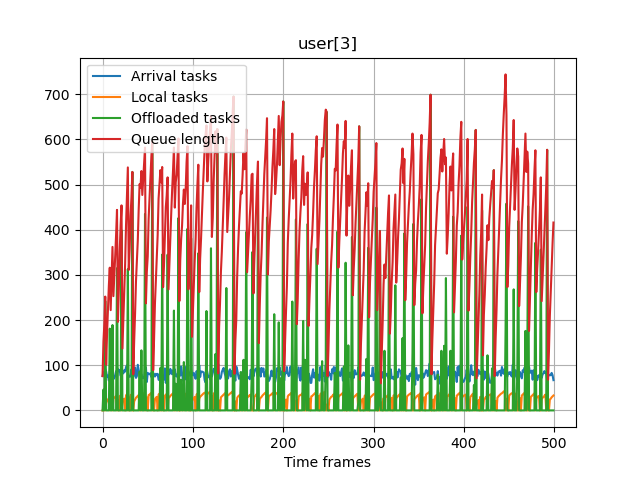 user[3]
Arrival tasks
Local tasks
Offloaded tasks
Queue length
700
600
500
400
300
200
100
0
0 100 200 300 400 500
Time frames